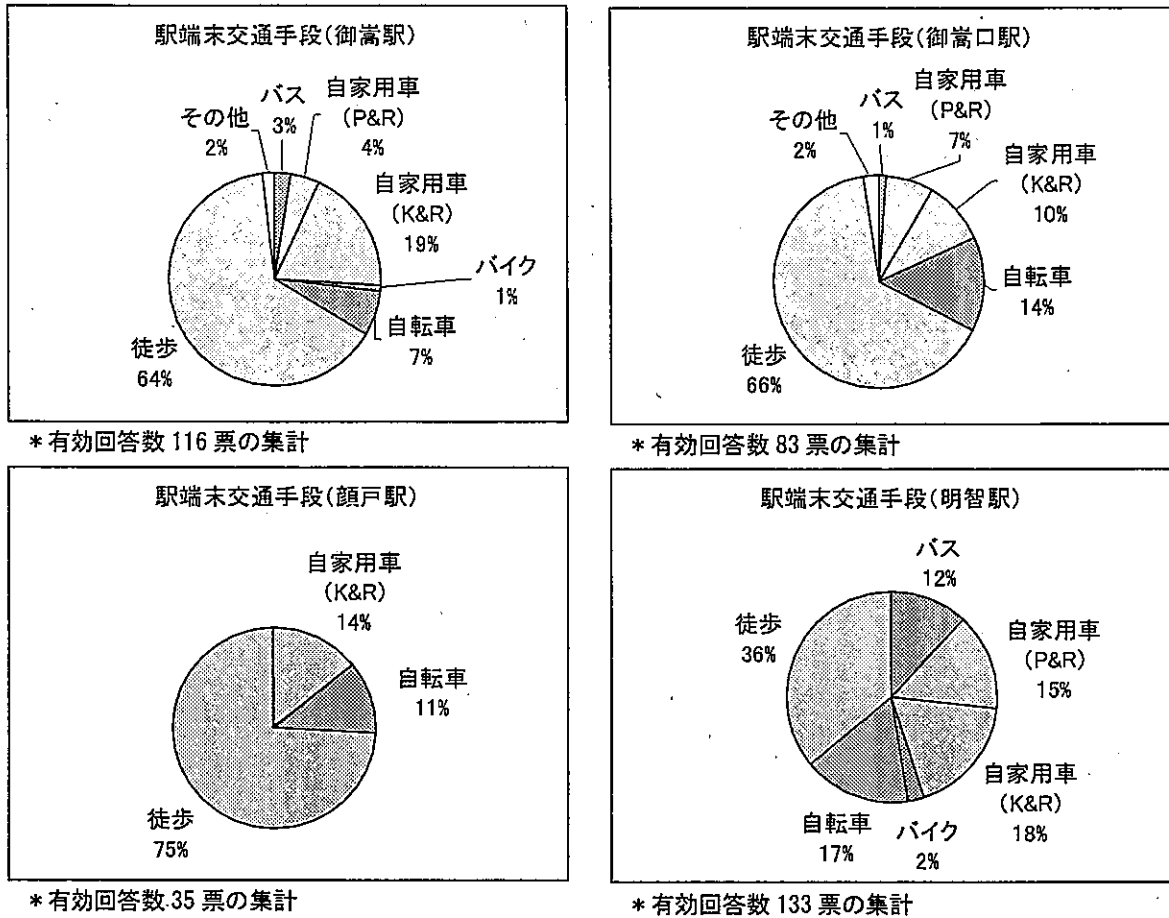 駅端末交通手段(御嵩駅)
バス
3%
自家用車
(P&R)
4%
その他
2%
自家用車
(K&R)
19%
バイク
1%
自転車
7%
徒歩
64%
*有効回答数 116 票の集計
駅端末交通手段(御嵩口駅)
自家用車
(P&R)
7%
バス
1%
その他
2%
自家用車
(K&R)
10%
自転車
14%
徒歩
66%
*有効回答数 83 票の集計
駅端末交通手段(顔戸駅)
自家用車
(K&R)
14%
自転車
11%
徒歩
75%
*有効回答数 35 票の集計
駅端末交通手段(明智駅)
バス
12%
徒歩
36%
自家用車
(P&R)
15%
自家用車
(K&R)
18%
自転車
17%
バイク
2%
*有効回答数 133 票の集計